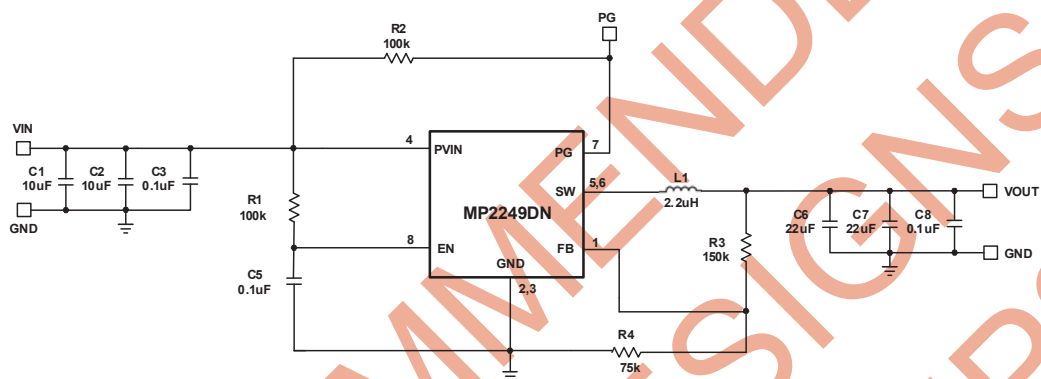 R2
100k
PG
VIN
C1
10uF
C2
10uF
C3
0.1uF
GND
R1
100k
C5
0.1uF
4
PVIN
8
EN
MP2249DN
GND
2,3
PG
7
SW
5,6
FB
1
L1
2.2uH
R3
150k
R4
75k
C6
22uF
C7
22uF
C8
0.1uF
VOUT
GND